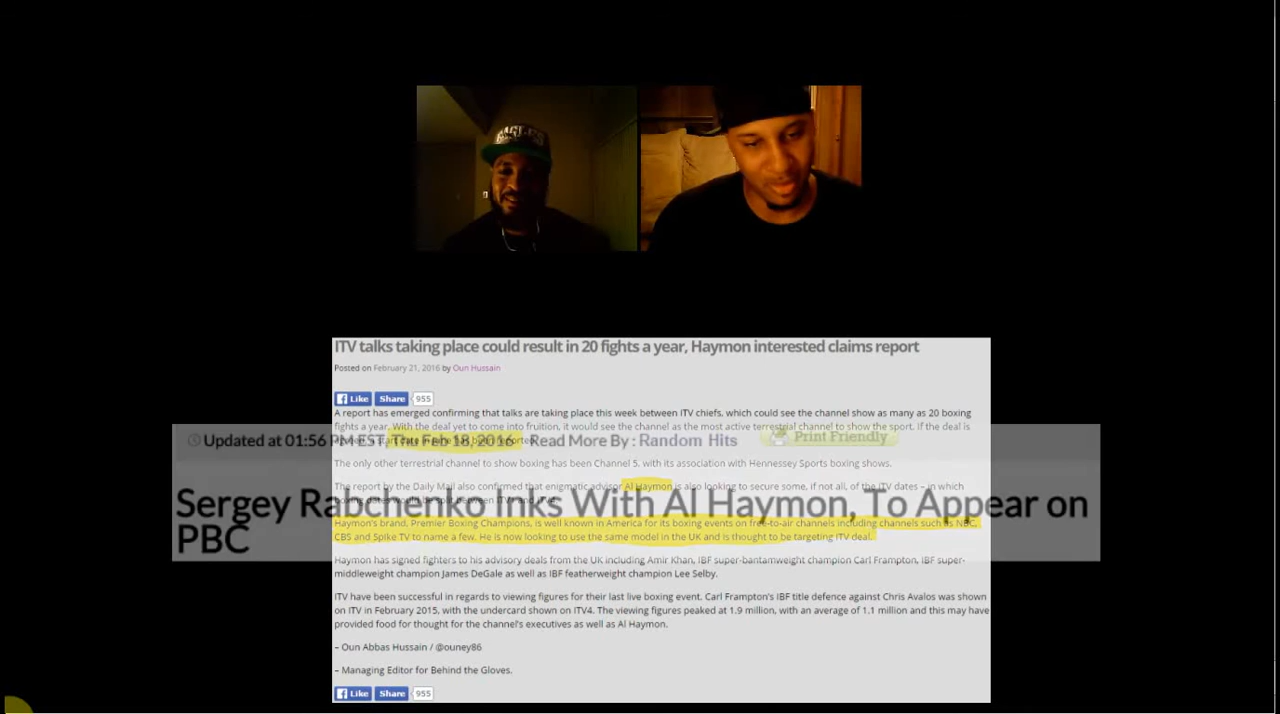 EAGLES
ITV talks taking place could result in 20 fights a year, Haymon interested claims report
Posted on February 21, 2016 by Oun Hussain
Like Share 955
A report has emerged confirming that talks are taking place this week between ITV chiefs, which could see the channel show as many as 20 boxing
fights a year. With the deal yet to come into fruition, it would see the channel as the most active terrestrial channel to show the sport. If the deal is
Updated at 01:56 PM EST, Thu Feb 18, 2016 Read More By : Random Hits Print Friendly
The only other terrestrial channel to show boxing has been Channel 5, with its association with Hennessey Sports boxing shows.
The report by the Daily Mail also confirmed that enigmatic advisor Al Haymon is also looking to secure some, if not all, of the ITV dates – in which
boxing dates would be split between ITV1 and ITV4.
Sergey Rabchenko Inks With Al Haymon, To Appear on
PBC
Haymon's brand, Premier Boxing Champions, is well known in America for its boxing events on free-to-air channels including channels such as NBC,
CBS and Spike TV to name a few. He is now looking to use the same model in the UK and is thought to be targeting ITV deal.
Haymon has signed fighters to his advisory deals from the UK including Amir Khan, IBF super-bantamweight champion Carl Frampton, IBF super-
middleweight champion James DeGale as well as IBF featherweight champion Lee Selby.
ITV have been successful in regards to viewing figures for their last live boxing event. Carl Frampton's IBF title defence against Chris Avalos was shown
on ITV in February 2015, with the undercard shown on ITV4. The viewing figures peaked at 1.9 million, with an average of 1.1 million and this may have
provided food for thought for the channel's executives as well as Al Haymon.
– Oun Abbas Hussain / @ouney86
– Managing Editor for Behind the Gloves.
Like Share 955